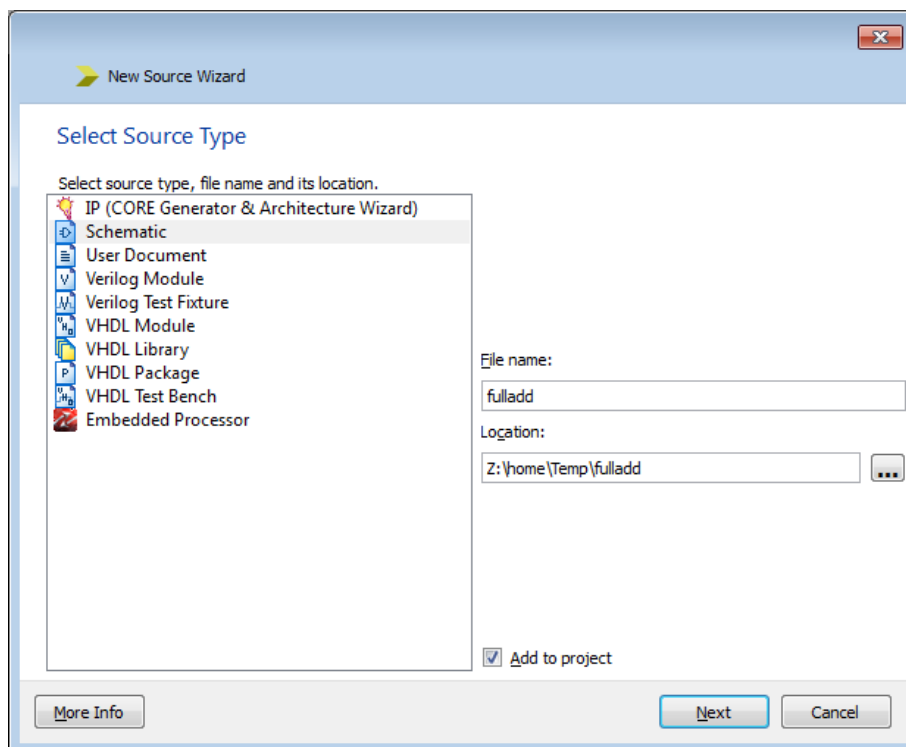 New Source Wizard
Select Source Type
Select source type, file name and its location.
IP (CORE Generator & Architecture Wizard)
Schematic
User Document
Verilog Module
Verilog Test Fixture
VHDL Module
VHDL Library
VHDL Package
VHDL Test Bench
Embedded Processor
File name:
fulladd
Location:
Z:\home\Temp\fulladd
...
Add to project
More Info
Next
Cancel